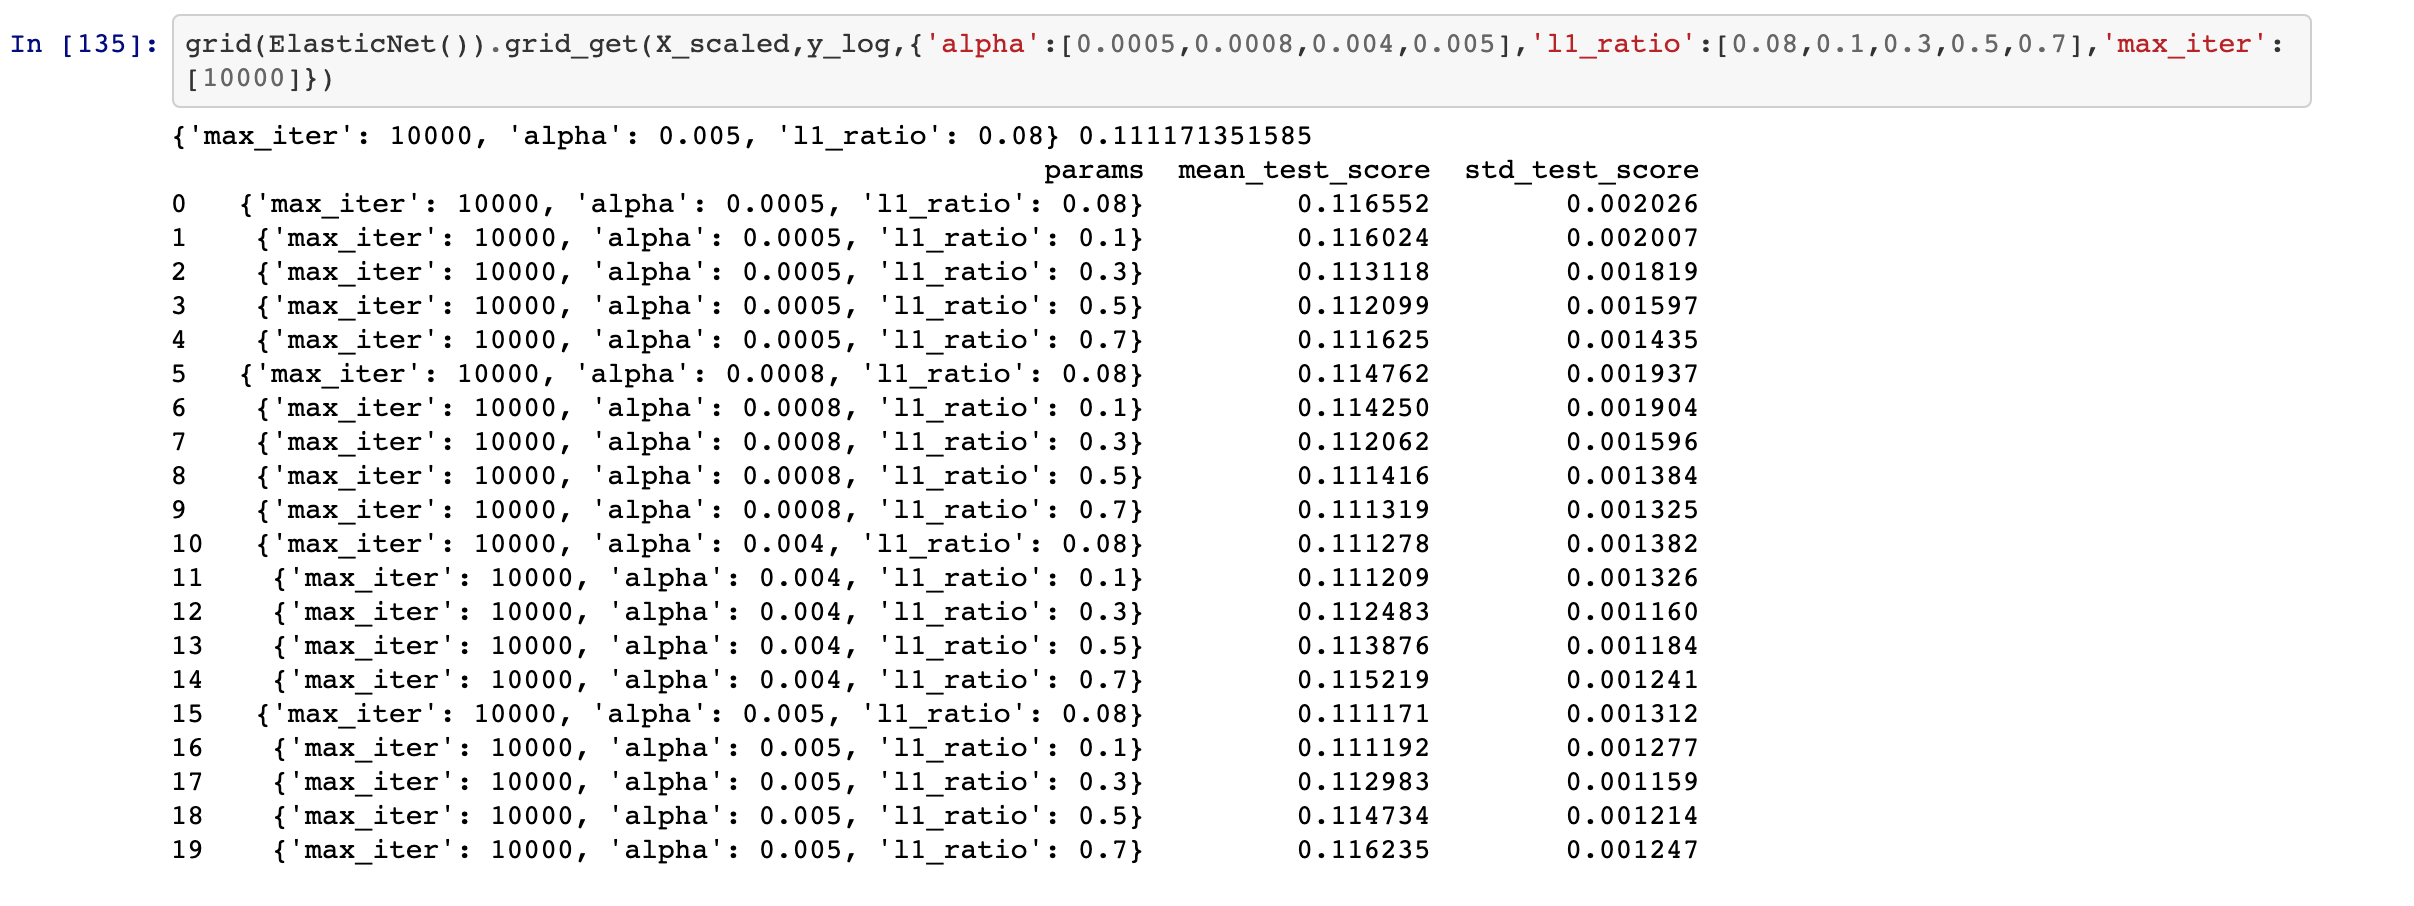 In [135]: grid(ElasticNet()).grid_get(X_scaled,y_log,{'alpha':[0.0005,0.0008,0.004,0.005],'l1_ratio':[0.08,0.1,0.3,0.5,0.7],'max_iter':
[10000]})
{'max_iter': 10000, 'alpha': 0.005, 'l1_ratio': 0.08} 0.111171351585
params mean_test_score std_test_score
0 {'max_iter': 10000, 'alpha': 0.0005, 'l1_ratio': 0.08} 0.116552 0.002026
1 {'max_iter': 10000, 'alpha': 0.0005, 'l1_ratio': 0.1} 0.116024 0.002007
2 {'max_iter': 10000, 'alpha': 0.0005, 'l1_ratio': 0.3} 0.113118 0.001819
3 {'max_iter': 10000, 'alpha': 0.0005, 'l1_ratio': 0.5} 0.112099 0.001597
4 {'max_iter': 10000, 'alpha': 0.0005, 'l1_ratio': 0.7} 0.111625 0.001435
5 {'max_iter': 10000, 'alpha': 0.0008, 'l1_ratio': 0.08} 0.114762 0.001937
6 {'max_iter': 10000, 'alpha': 0.0008, 'l1_ratio': 0.1} 0.114250 0.001904
7 {'max_iter': 10000, 'alpha': 0.0008, 'l1_ratio': 0.3} 0.112062 0.001596
8 {'max_iter': 10000, 'alpha': 0.0008, 'l1_ratio': 0.5} 0.111416 0.001384
9 {'max_iter': 10000, 'alpha': 0.0008, 'l1_ratio': 0.7} 0.111319 0.001325
10 {'max_iter': 10000, 'alpha': 0.004, 'l1_ratio': 0.08} 0.111278 0.001382
11 {'max_iter': 10000, 'alpha': 0.004, 'l1_ratio': 0.1} 0.111209 0.001326
12 {'max_iter': 10000, 'alpha': 0.004, 'l1_ratio': 0.3} 0.112483 0.001160
13 {'max_iter': 10000, 'alpha': 0.004, 'l1_ratio': 0.5} 0.113876 0.001184
14 {'max_iter': 10000, 'alpha': 0.004, 'l1_ratio': 0.7} 0.115219 0.001241
15 {'max_iter': 10000, 'alpha': 0.005, 'l1_ratio': 0.08} 0.111171 0.001312
16 {'max_iter': 10000, 'alpha': 0.005, 'l1_ratio': 0.1} 0.111192 0.001277
17 {'max_iter': 10000, 'alpha': 0.005, 'l1_ratio': 0.3} 0.112983 0.001159
18 {'max_iter': 10000, 'alpha': 0.005, 'l1_ratio': 0.5} 0.114734 0.001214
19 {'max_iter': 10000, 'alpha': 0.005, 'l1_ratio': 0.7} 0.116235 0.001247